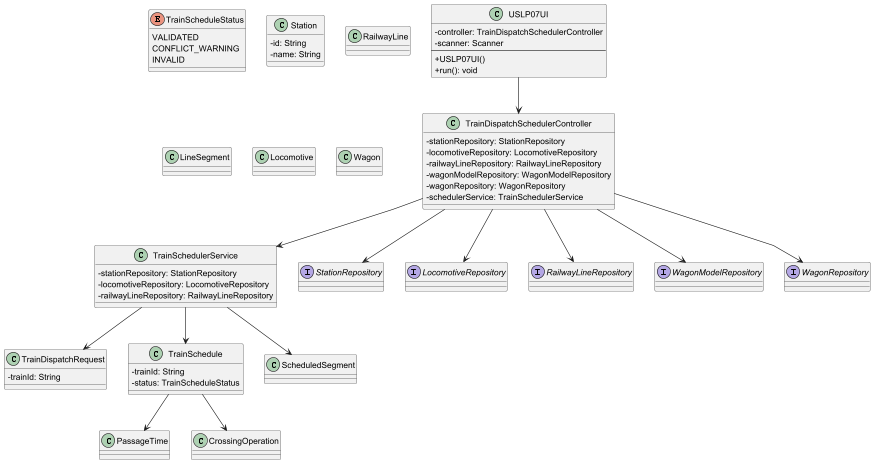 E TrainScheduleStatus
VALIDATED
CONFLICT_WARNING
INVALID
C Station
-id: String
-name: String
C RailwayLine
C USLP07UI
-controller: TrainDispatchSchedulerController
-scanner: Scanner
+USLP07UI()
+run(): void
C LineSegment
C Locomotive
C Wagon
C TrainDispatchSchedulerController
-stationRepository: StationRepository
-locomotiveRepository: LocomotiveRepository
-railwayLineRepository: RailwayLineRepository
-wagonModelRepository: WagonModelRepository
-wagonRepository: WagonRepository
-schedulerService: TrainSchedulerService
C TrainSchedulerService
-stationRepository: StationRepository
-locomotiveRepository: LocomotiveRepository
-railwayLineRepository: RailwayLineRepository
I StationRepository
I LocomotiveRepository
I RailwayLineRepository
I WagonModelRepository
I WagonRepository
C TrainDispatchRequest
-trainId: String
C TrainSchedule
-trainId: String
-status: TrainScheduleStatus
C ScheduledSegment
C PassageTime
C CrossingOperation